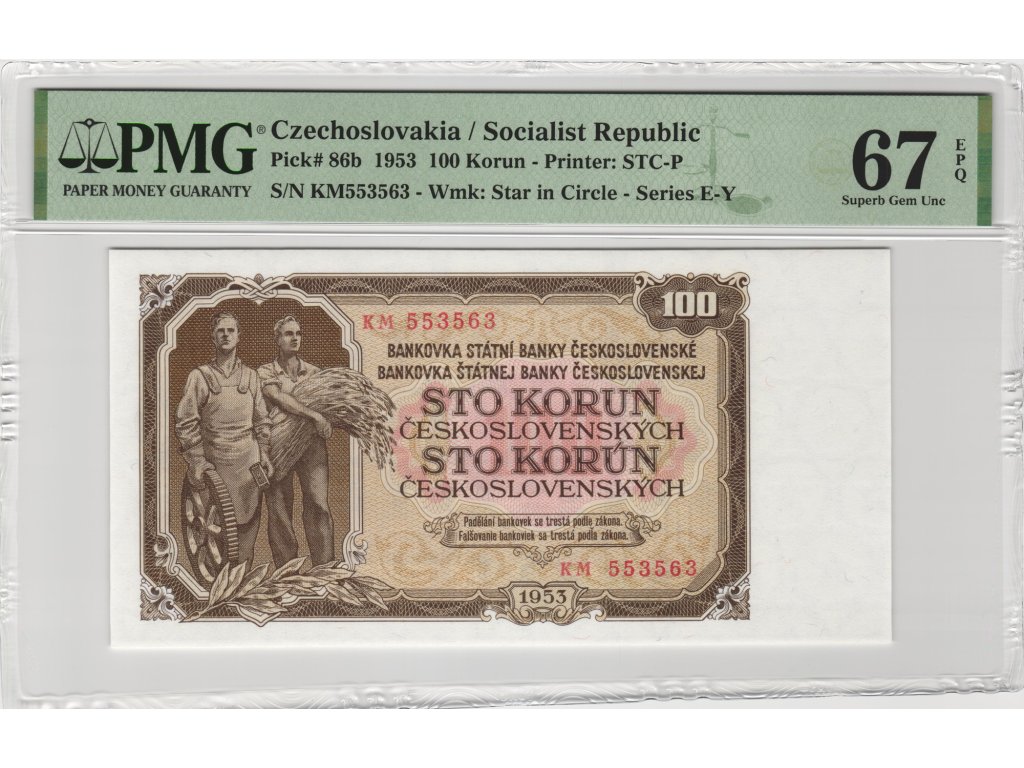 PMG®
PAPER MONEY GUARANTY
Czechoslovakia / Socialist Republic
Pick# 86b 1953 100 Korun - Printer: STC-P
S/N KM553563 - Wmk: Star in Circle - Series E-Y
67
Superb Gem Unc
EPQ
100
KM 553563
BANKOVKA STÁTNÍ BANKY ČESKOSLOVENSKÉ
BANKOVKA ŠTÁTNEJ BANKY ČESKOSLOVENSKEJ
STO KORUN
ČESKOSLOVENSKÝCH
STO KORÚN
ČESKOSLOVENSKÝCH
Padělání bankovek se trestá podle zákona.
Falšovanie bankoviek sa trestá podľa zákona.
KM 553563
1953